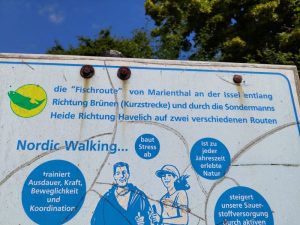 die "Fischroute" von Marienthal an der Issel entlang
Richtung Brünen (Kurzstrecke) und durch die Sondermanns
Heide Richtung Havelich auf zwei verschiedenen Routen
Nordic Walking...
baut
Stress
ab
ist zu
jeder
Jahreszeit
erlebte
Natur
trainiert
Ausdauer, Kraft,
Beweglichkeit
und
Koordination
steigert
unsere Sauer-
stoffversorgung
durch aktiven